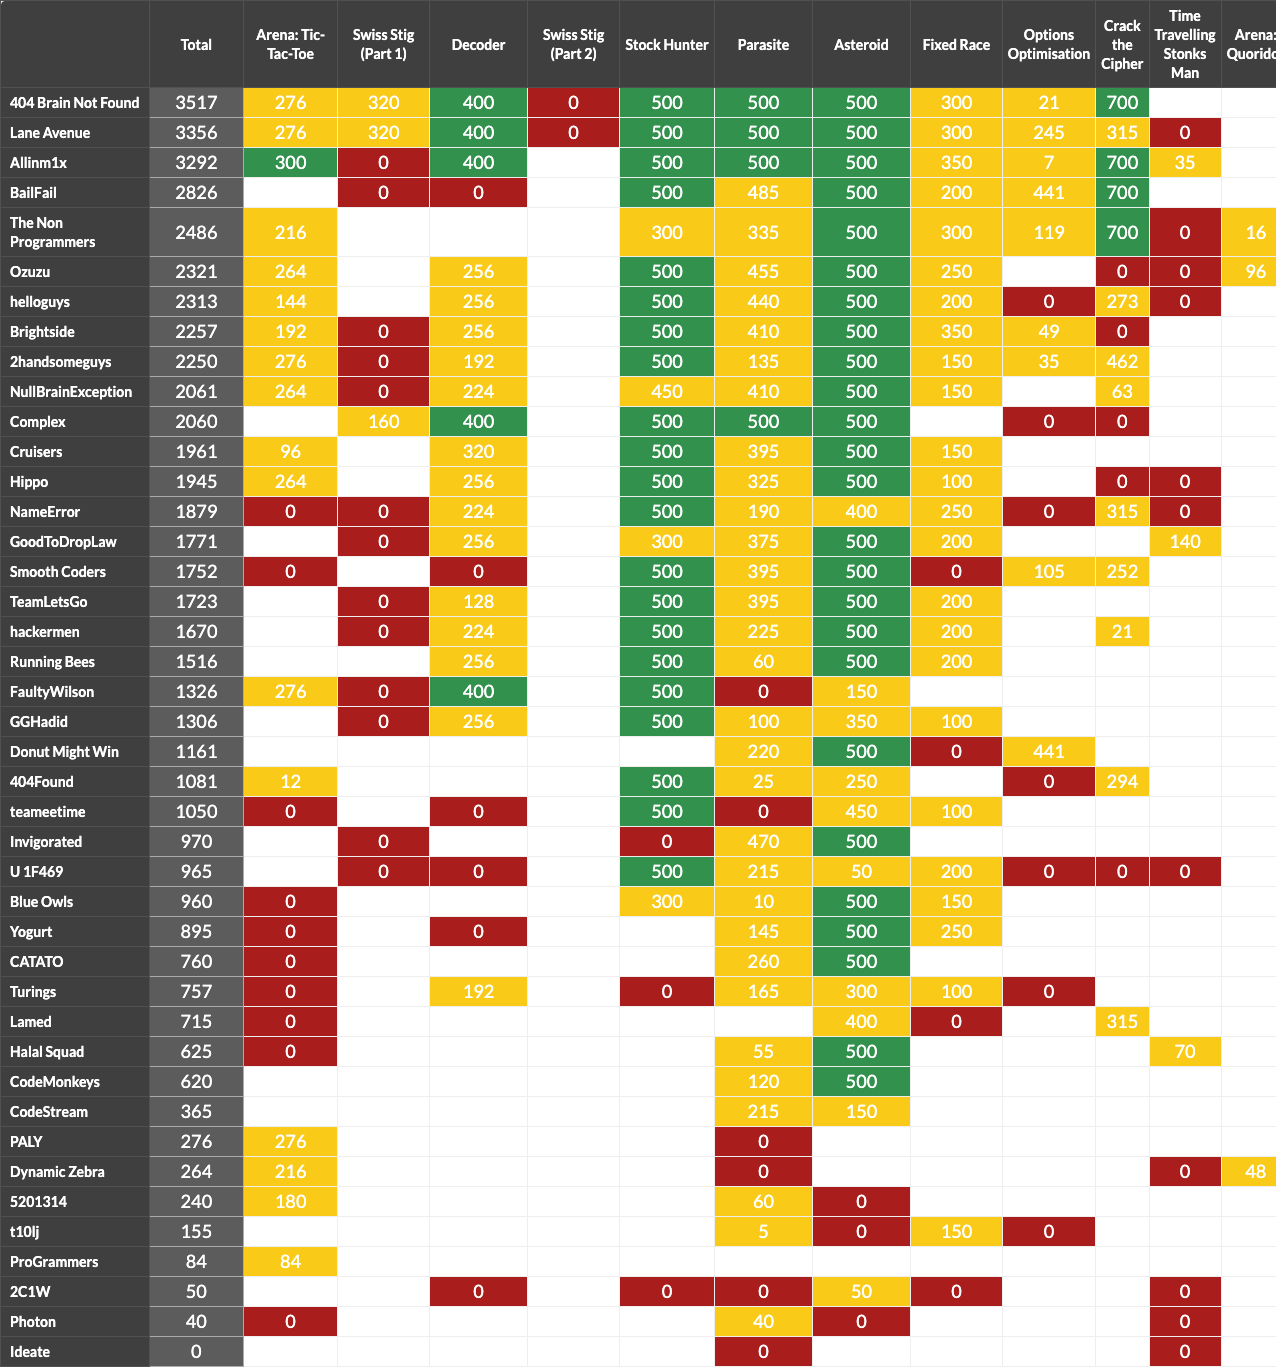 Total Arena: Tic-Tac-Toe Swiss Stig (Part 1) Decoder Swiss Stig (Part 2) Stock Hunter Parasite Asteroid Fixed Race Options Optimisation Crack the Cipher Time Travelling Stonks Man Arena: Quorido
404 Brain Not Found 3517 276 320 400 0 500 500 500 300 21 700
Lane Avenue 3356 276 320 400 0 500 500 500 300 245 315 0
Allinm1x 3292 300 0 400 500 500 500 350 7 700 35
BailFail 2826 0 0 500 485 500 200 441 700
The Non Programmers 2486 216 300 335 500 300 119 700 0 16
Ozuzu 2321 264 256 500 455 500 250 0 0 96
helloguys 2313 144 256 500 440 500 200 0 273 0
Brightside 2257 192 0 256 500 410 500 350 49 0
2handsomeguys 2250 276 0 192 500 135 500 150 35 462
NullBrainException 2061 264 0 224 450 410 500 150 63
Complex 2060 160 400 500 500 500 0 0
Cruisers 1961 96 320 500 395 500 150
Hippo 1945 264 256 500 325 500 100 0 0
NameError 1879 0 0 224 500 190 400 250 0 315 0
GoodToDropLaw 1771 0 256 300 375 500 200 140
Smooth Coders 1752 0 0 500 395 500 0 105 252
TeamLetsGo 1723 0 128 500 395 500 200
hackermen 1670 0 224 500 225 500 200 21
Running Bees 1516 256 500 60 500 200
FaultyWilson 1326 276 0 400 500 0 150
GGHadid 1306 0 256 500 100 350 100
Donut Might Win 1161 220 500 0 441
404Found 1081 12 500 25 250 0 294
teameetime 1050 0 0 500 0 450 100
Invigorated 970 0 0 470 500
U 1F469 965 0 0 500 215 50 200 0 0 0
Blue Owls 960 0 300 10 500 150
Yogurt 895 0 0 145 500 250
CATATO 760 0 260 500
Turings 757 0 192 0 165 300 100 0
Lamed 715 0 400 0 315
Halal Squad 625 0 55 500 70
CodeMonkeys 620 120 500
CodeStream 365 215 150
PALY 276 276 0
Dynamic Zebra 264 216 0 0 48
5201314 240 180 60 0
t10lj 155 5 0 150 0
ProGrammers 84 84
2C1W 50 0 0 0 50 0 0
Photon 40 0 40 0 0
Ideate 0 0 0